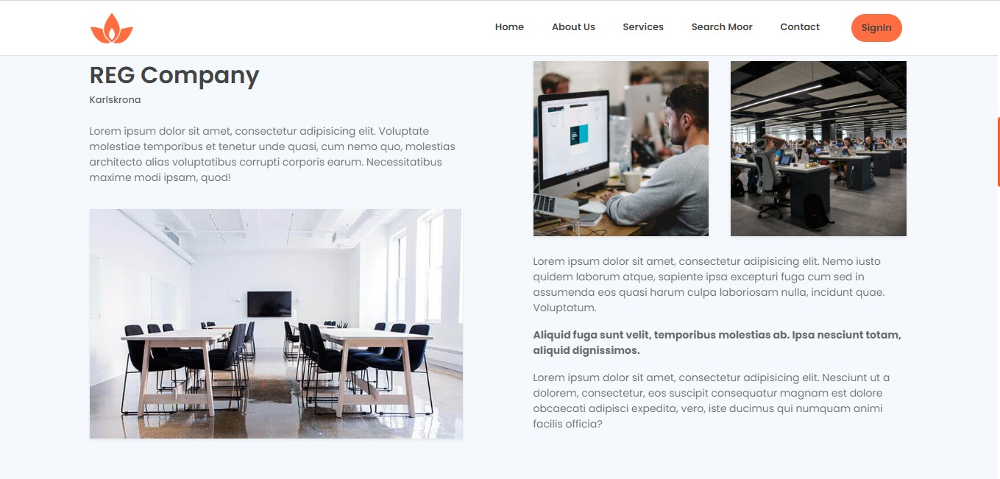 Home About Us Services Search Moor Contact SignIn
REG Company
Karlskrona
Lorem ipsum dolor sit amet, consectetur adipisicing elit. Voluptate
molestiae temporibus et tenetur unde quasi, cum nemo quo, molestias
architecto alias voluptatibus corrupti corporis earum. Necessitatibus
maxime modi ipsam, quod!
Lorem ipsum dolor sit amet, consectetur adipisicing elit. Nemo iusto
quidem laborum atque, sapiente ipsa excepturi fuga cum sed in
assumenda eos quasi harum culpa laboriosam nulla, incidunt quae.
Voluptatum.
Aliquid fuga sunt velit, temporibus molestias ab. Ipsa nesciunt totam,
aliquid dignissimos.
Lorem ipsum dolor sit amet, consectetur adipisicing elit. Nesciunt ut a
dolorem, consectetur, eos suscipit consequatur magnam est dolore
obcaecati adipisci expedita, vero, iste ducimus qui numquam animi
facilis officia?